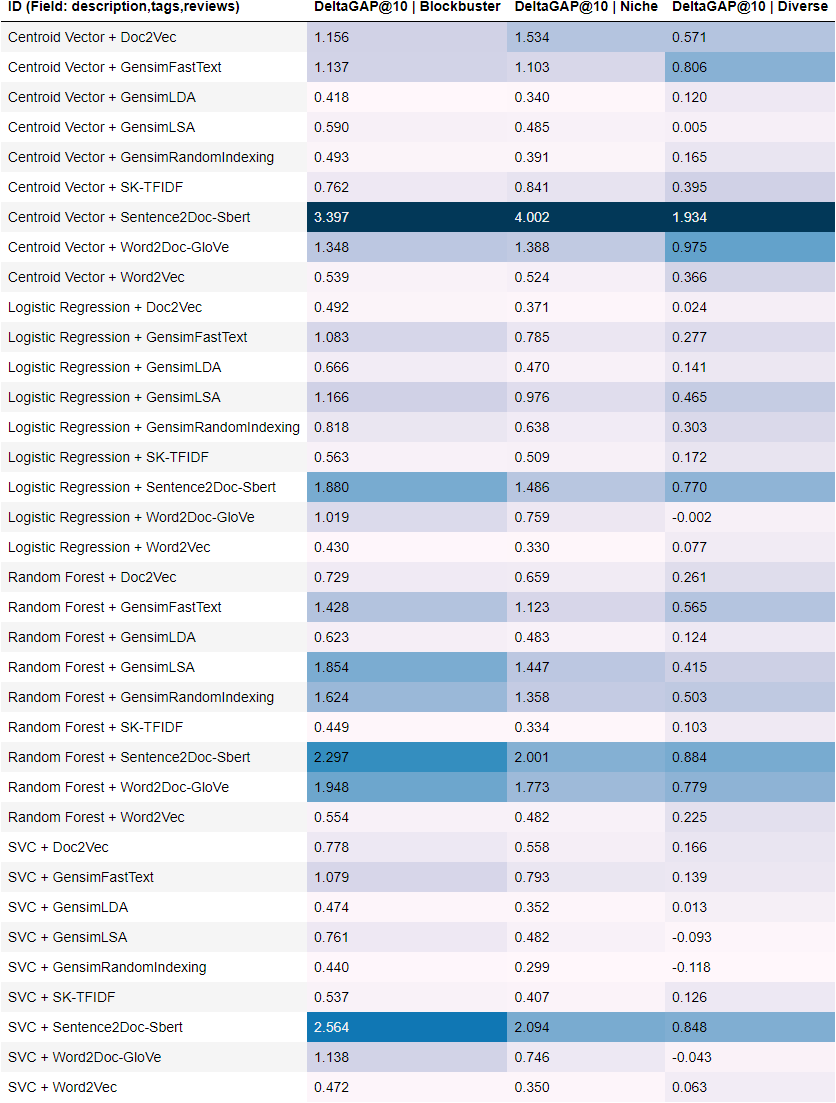 ID (Field: description,tags,reviews) DeltaGAP@10 | Blockbuster DeltaGAP@10 | Niche DeltaGAP@10 | Diverse
Centroid Vector + Doc2Vec 1.156 1.534 0.571
Centroid Vector + GensimFastText 1.137 1.103 0.806
Centroid Vector + GensimLDA 0.418 0.340 0.120
Centroid Vector + GensimLSA 0.590 0.485 0.005
Centroid Vector + GensimRandomIndexing 0.493 0.391 0.165
Centroid Vector + SK-TFIDF 0.762 0.841 0.395
Centroid Vector + Sentence2Doc-Sbert 3.397 4.002 1.934
Centroid Vector + Word2Doc-GloVe 1.348 1.388 0.975
Centroid Vector + Word2Vec 0.539 0.524 0.366
Logistic Regression + Doc2Vec 0.492 0.371 0.024
Logistic Regression + GensimFastText 1.083 0.785 0.277
Logistic Regression + GensimLDA 0.666 0.470 0.141
Logistic Regression + GensimLSA 1.166 0.976 0.465
Logistic Regression + GensimRandomIndexing 0.818 0.638 0.303
Logistic Regression + SK-TFIDF 0.563 0.509 0.172
Logistic Regression + Sentence2Doc-Sbert 1.880 1.486 0.770
Logistic Regression + Word2Doc-GloVe 1.019 0.759 -0.002
Logistic Regression + Word2Vec 0.430 0.330 0.077
Random Forest + Doc2Vec 0.729 0.659 0.261
Random Forest + GensimFastText 1.428 1.123 0.565
Random Forest + GensimLDA 0.623 0.483 0.124
Random Forest + GensimLSA 1.854 1.447 0.415
Random Forest + GensimRandomIndexing 1.624 1.358 0.503
Random Forest + SK-TFIDF 0.449 0.334 0.103
Random Forest + Sentence2Doc-Sbert 2.297 2.001 0.884
Random Forest + Word2Doc-GloVe 1.948 1.773 0.779
Random Forest + Word2Vec 0.554 0.482 0.225
SVC + Doc2Vec 0.778 0.558 0.166
SVC + GensimFastText 1.079 0.793 0.139
SVC + GensimLDA 0.474 0.352 0.013
SVC + GensimLSA 0.761 0.482 -0.093
SVC + GensimRandomIndexing 0.440 0.299 -0.118
SVC + SK-TFIDF 0.537 0.407 0.126
SVC + Sentence2Doc-Sbert 2.564 2.094 0.848
SVC + Word2Doc-GloVe 1.138 0.746 -0.043
SVC + Word2Vec 0.472 0.350 0.063